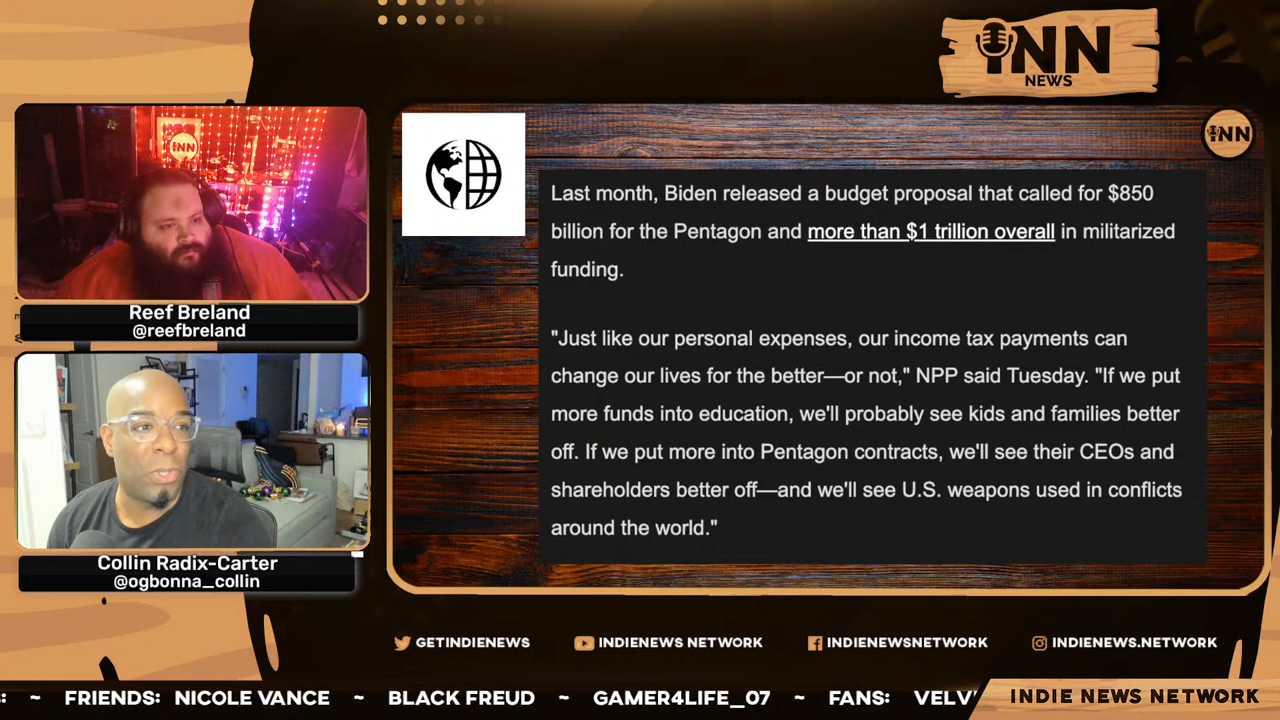 INN
NEWS
INN
INN
Last month, Biden released a budget proposal that called for $850
billion for the Pentagon and more than $1 trillion overall in militarized
funding.
"Just like our personal expenses, our income tax payments can
change our lives for the better—or not," NPP said Tuesday. "If we put
more funds into education, we'll probably see kids and families better
off. If we put more into Pentagon contracts, we'll see their CEOs and
shareholders better off—and we'll see U.S. weapons used in conflicts
around the world."
Reef Breland
@reefbreland
Collin Radix-Carter
@ogbonna_collin
GETINDIENEWS INDIENEWS NETWORK INDIENEWSNETWORK INDIENEWS.NETWORK
: ~ FRIENDS: NICOLE VANCE ~ BLACK FREUD ~ GAMER4LIFE_07 ~ FANS: VELV
INDIE NEWS NETWORK